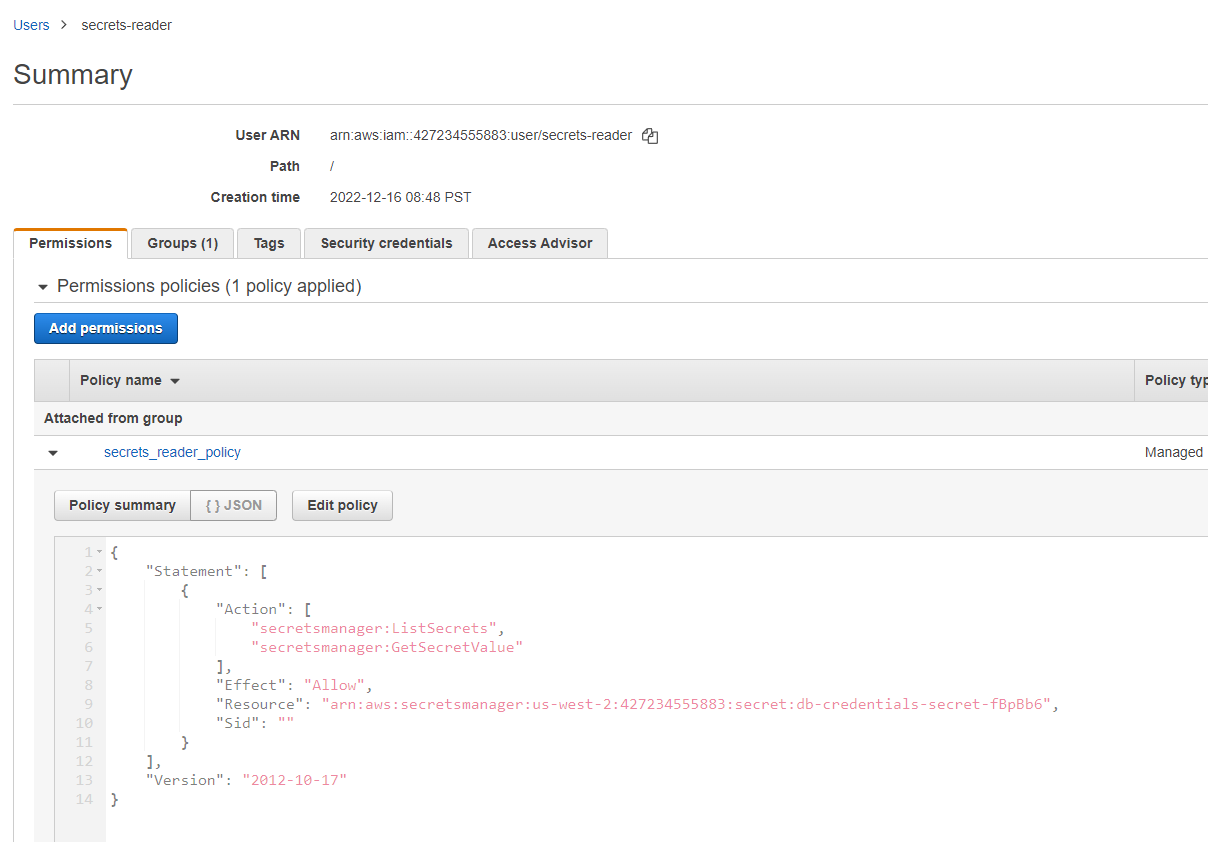 Users > secrets-reader
Summary
User ARN arn:aws:iam::427234555883:user/secrets-reader
Path /
Creation time 2022-12-16 08:48 PST
Permissions Groups (1) Tags Security credentials Access Advisor
Permissions policies (1 policy applied)
Add permissions
Policy name Policy typ
Attached from group
secrets_reader_policy Managed
Policy summary { } JSON Edit policy
1 {
2 "Statement": [
3 {
4 "Action": [
5 "secretsmanager:ListSecrets",
6 "secretsmanager:GetSecretValue"
7 ],
8 "Effect": "Allow",
9 "Resource": "arn:aws:secretsmanager:us-west-2:427234555883:secret:db-credentials-secret-fBpBb6",
10 "Sid": ""
11 }
12 ],
13 "Version": "2012-10-17"
14 }